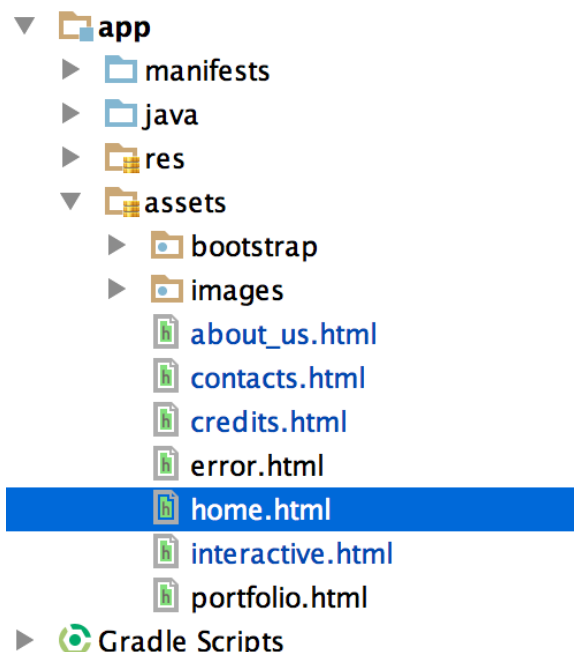 app
manifests
java
res
assets
bootstrap
images
about_us.html
contacts.html
credits.html
error.html
home.html
interactive.html
portfolio.html
Gradle Scripts